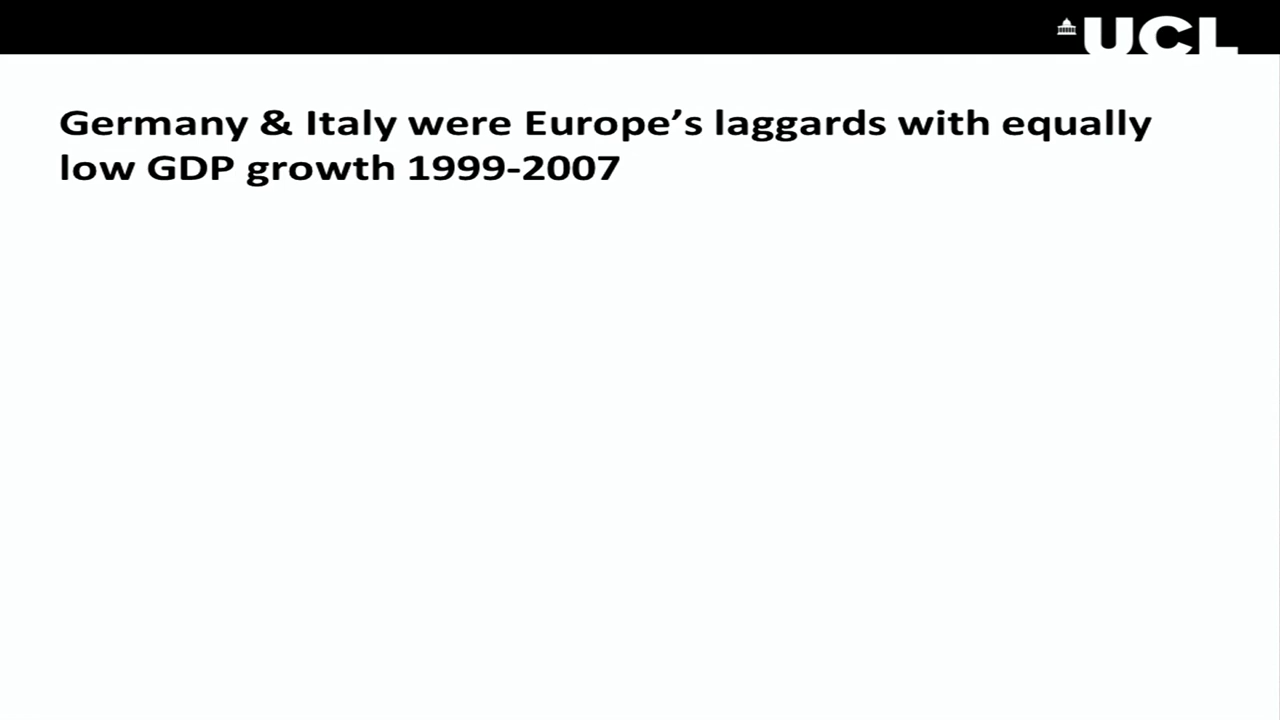 UCL
Germany & Italy were Europe’s laggards with equally
low GDP growth 1999-2007